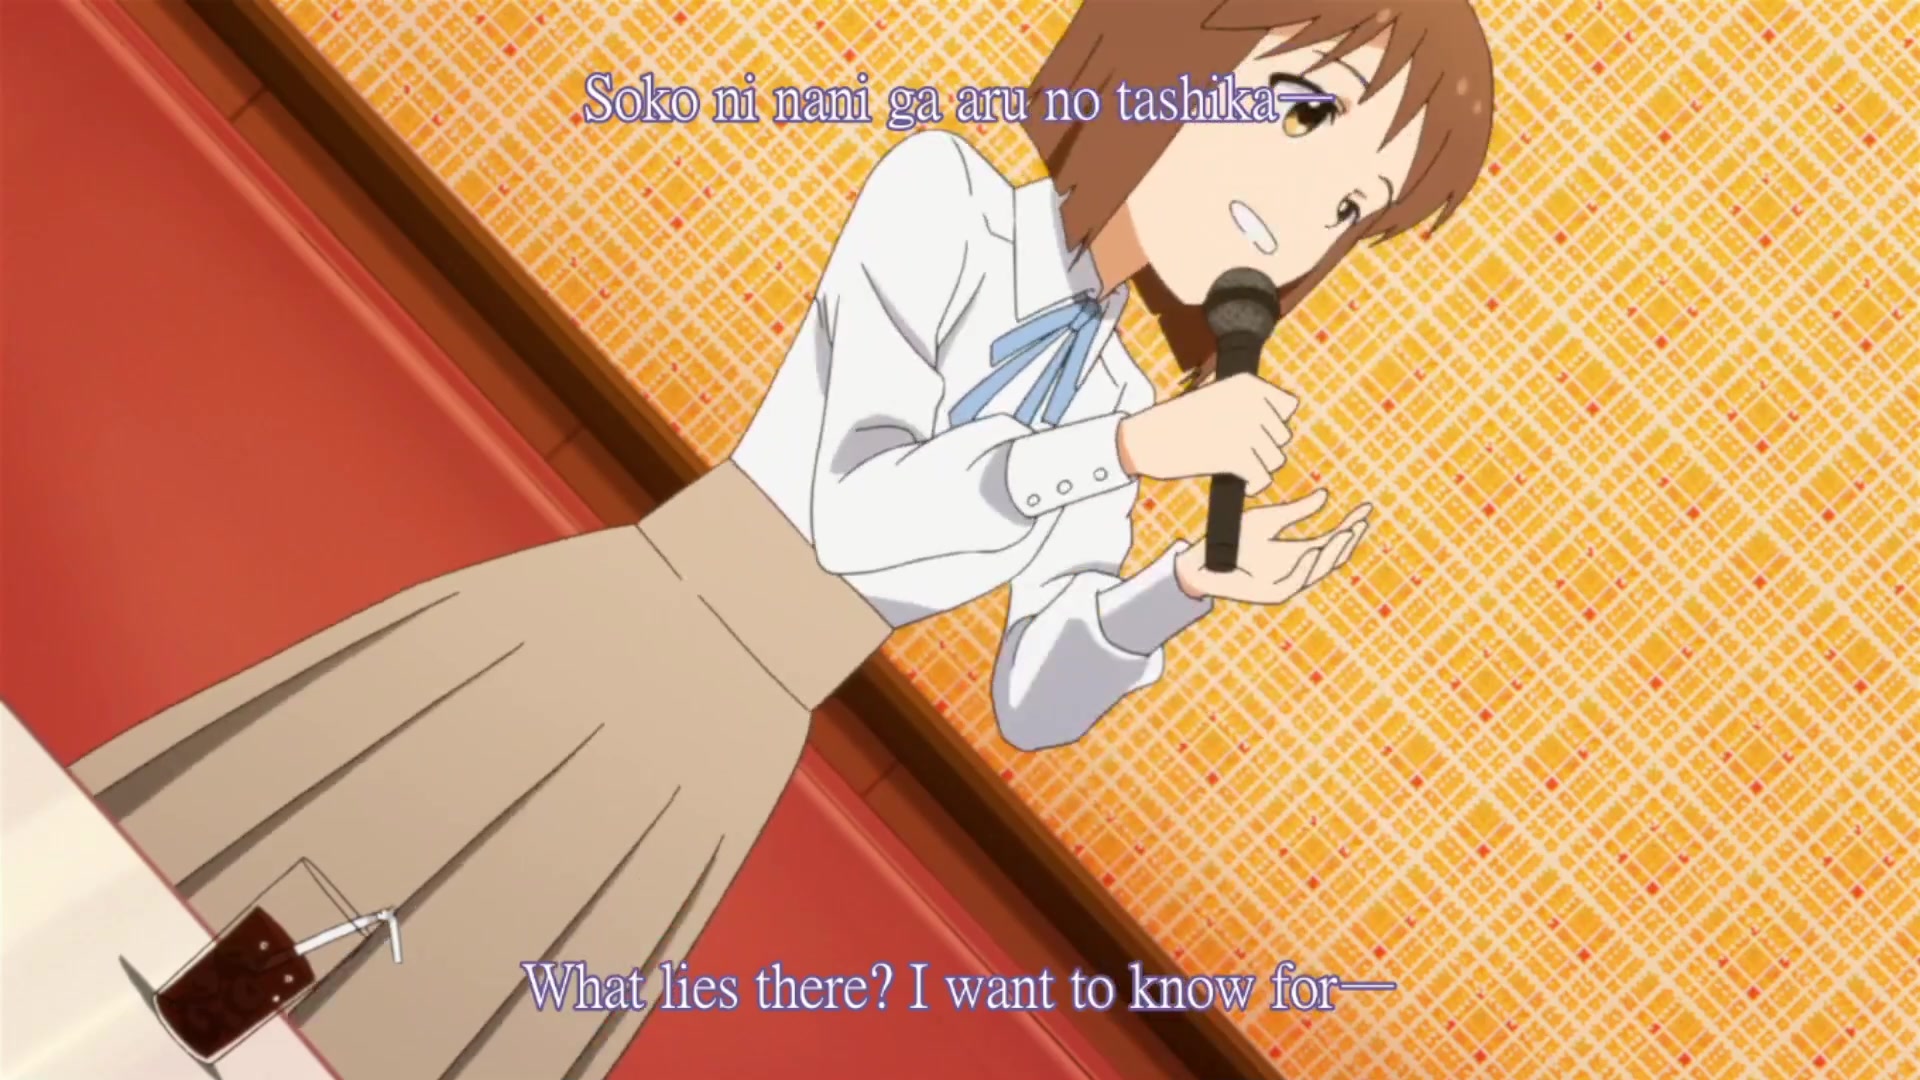 Soko ni nani ga aru no tashika—
What lies there? I want to know for—